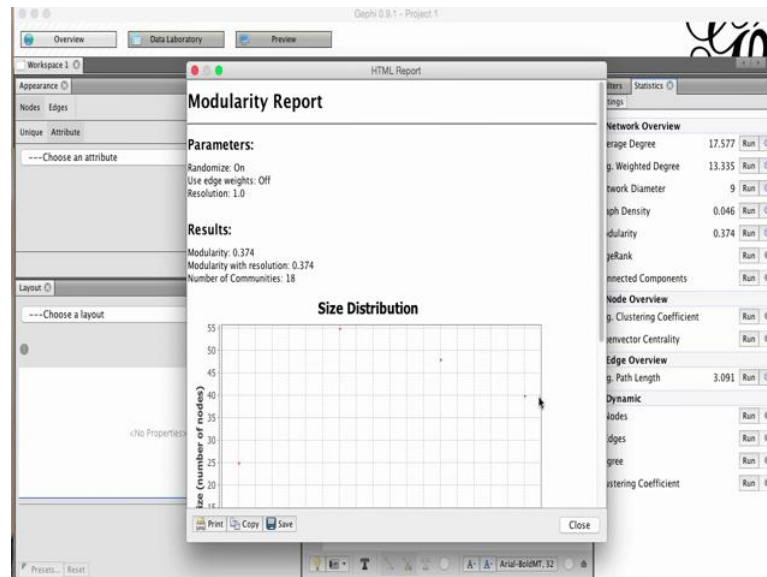 Gephi 0.9.1 - Project 1
Overview
Data Laboratory
Preview
Workspace 1
Appearance
Nodes Edges
Unique Attribute
---Choose an attribute
Layout
---Choose a layout
<No Properties>
Presets... Reset
HTML Report
Modularity Report
Parameters:
Randomize: On
Use edge weights: Off
Resolution: 1.0
Results:
Modularity: 0.374
Modularity with resolution: 0.374
Number of Communities: 18
Size Distribution
55
50
45
40
35
30
25
20
15
(number of nodes)
Print Copy Save
Close
Statistics
Network Overview
erage Degree 17.577 Run
g. Weighted Degree 13.335 Run
twork Diameter 9 Run
aph Density 0.046 Run
dularity 0.374 Run
geRank Run
nnected Components Run
Node Overview
g. Clustering Coefficient Run
envector Centrality Run
Edge Overview
g. Path Length 3.091 Run
Dynamic
Nodes Run
dges Run
gree Run
ustering Coefficient Run
T
A- A- Arial-BoldMT, 32